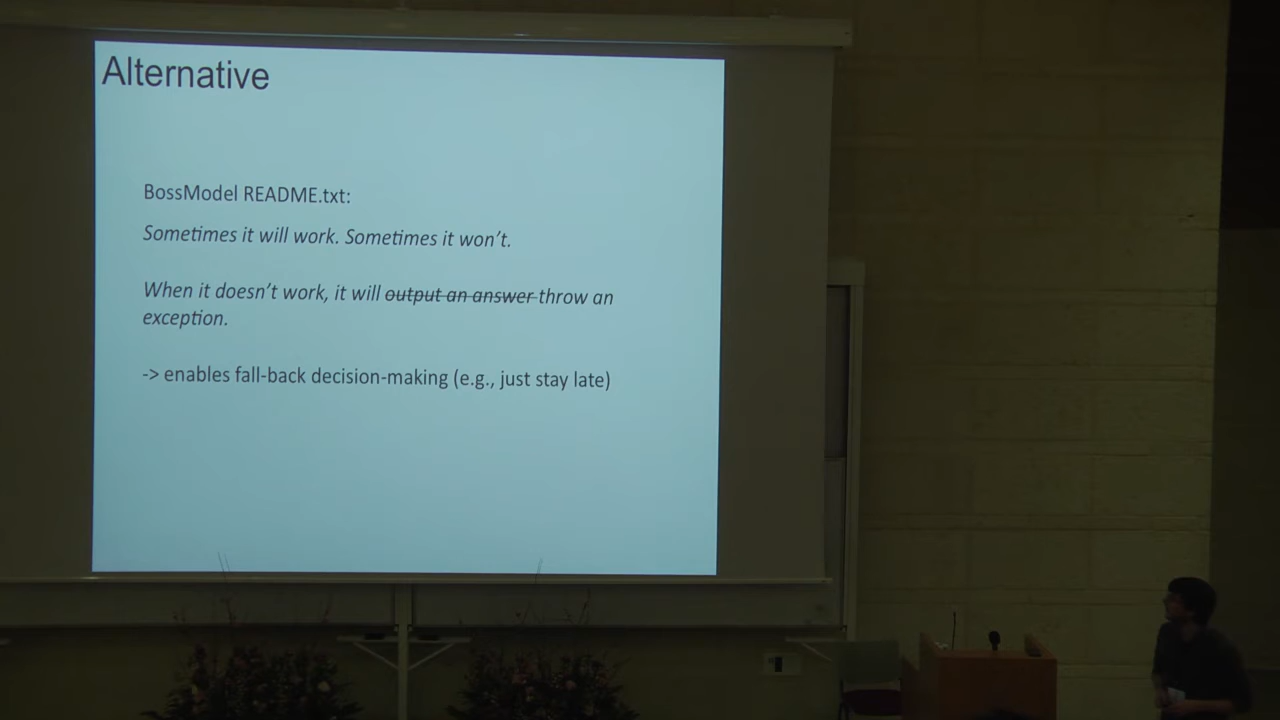 Alternative
BossModel README.txt:
Sometimes it will work. Sometimes it won't.
When it doesn't work, it will output an answer throw an
exception.
-> enables fall-back decision-making (e.g., just stay late)